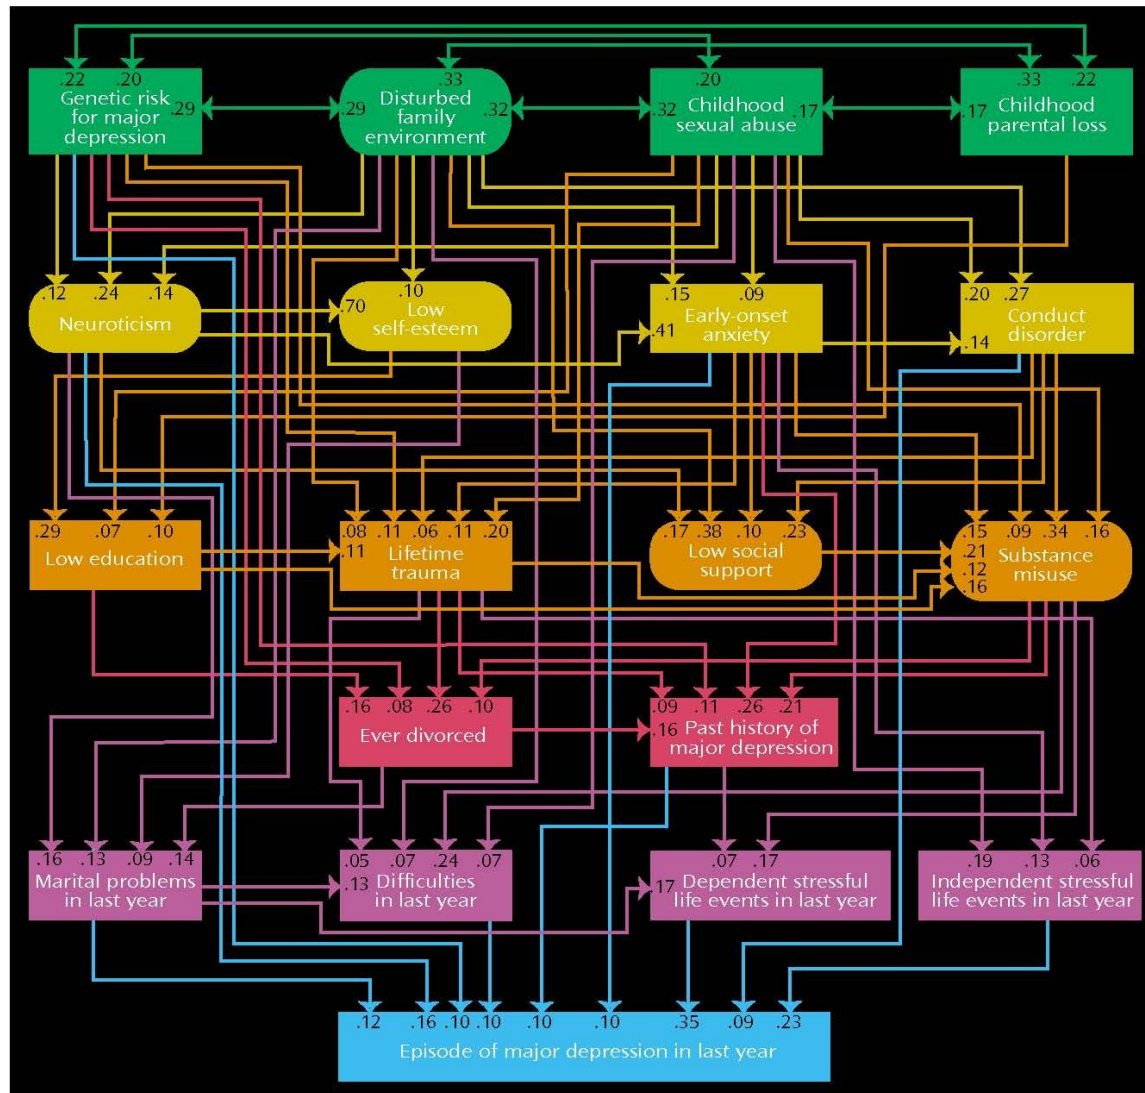 .22 .20 .33 .20 .33 .22
Genetic risk
for major
depression
.29
.29
Disturbed
family
environment
.32
.32
Childhood
sexual abuse
.17
.17
Childhood
parental loss
.12 .24 .14
Neuroticism
.70
.10
Low
self-esteem
.15 .09
.41
Early-onset
anxiety
.20 .27
.14
Conduct
disorder
.29 .07 .10
Low education
.08 .11 .06 .11 .20
.11
Lifetime
trauma
.17 .38 .10 .23
Low social
support
.15 .09 .34 .16
.21
.12
.16
Substance
misuse
.16 .08 .26 .10
Ever divorced
.09 .11 .26 .21
.16
Past history of
major depression
.16 .13 .09 .14
Marital problems
in last year
.05 .07 .24 .07
.13
Difficulties
in last year
.07 .17
.17
Dependent stressful
life events in last year
.19 .13 .06
Independent stressful
life events in last year
.12 .16 .10 .10 .10 .10 .35 .09 .23
Episode of major depression in last year